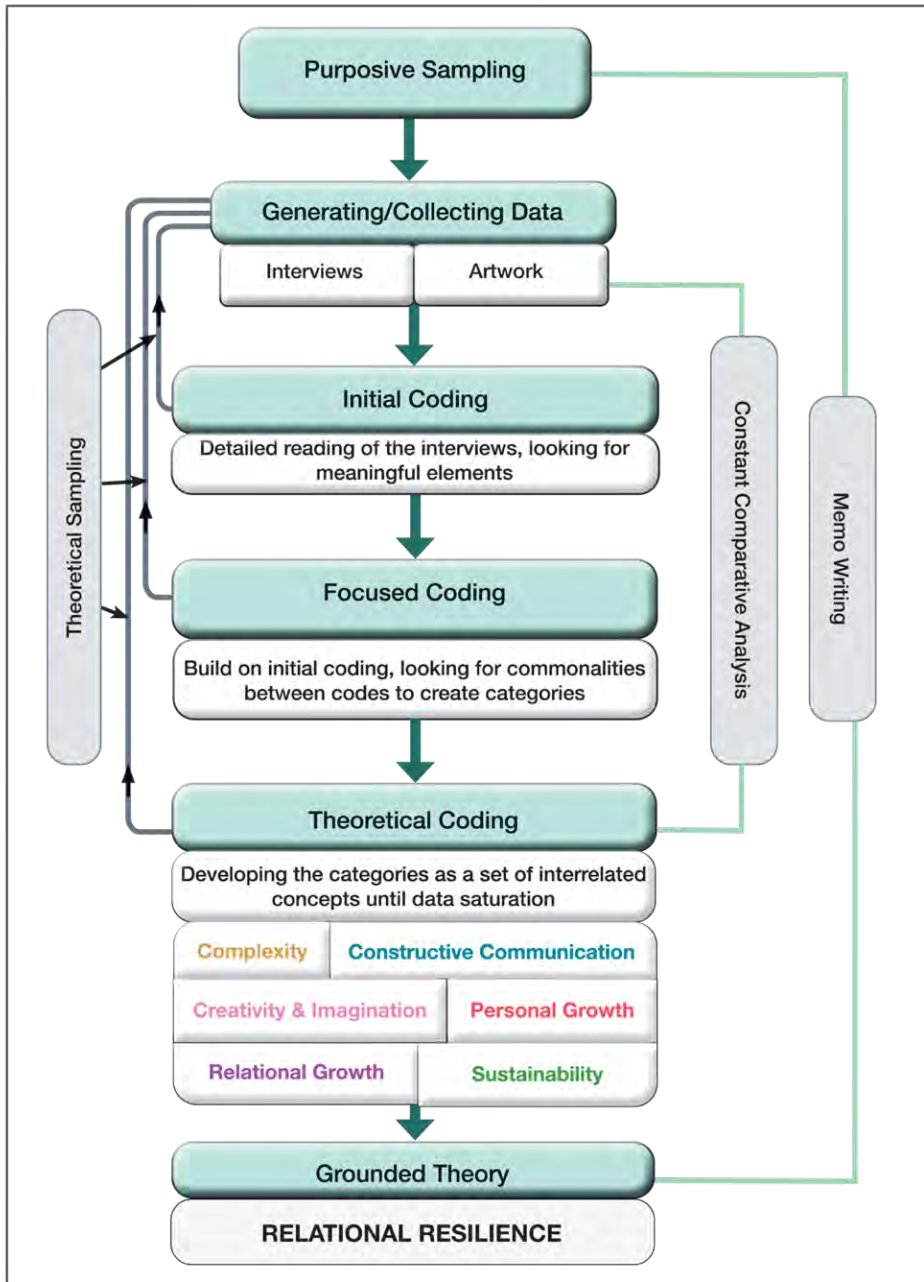 Purposive Sampling
Generating/Collecting Data
Interviews
Artwork
Initial Coding
Detailed reading of the interviews, looking for
meaningful elements
Focused Coding
Build on initial coding, looking for commonalities
between codes to create categories
Theoretical Coding
Developing the categories as a set of interrelated
concepts until data saturation
Complexity
Constructive Communication
Creativity & Imagination
Personal Growth
Relational Growth
Sustainability
Grounded Theory
RELATIONAL RESILIENCE
Theoretical Sampling
Constant Comparative Analysis
Memo Writing